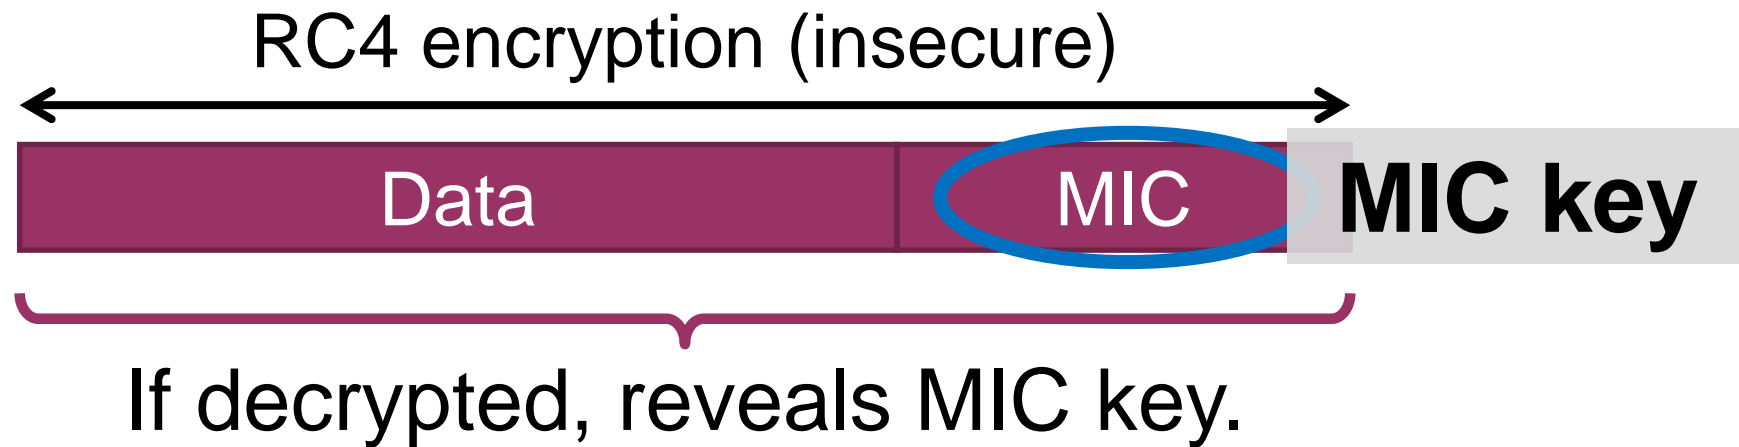 RC4 encryption (insecure)
Data MIC MIC key
If decrypted, reveals MIC key.